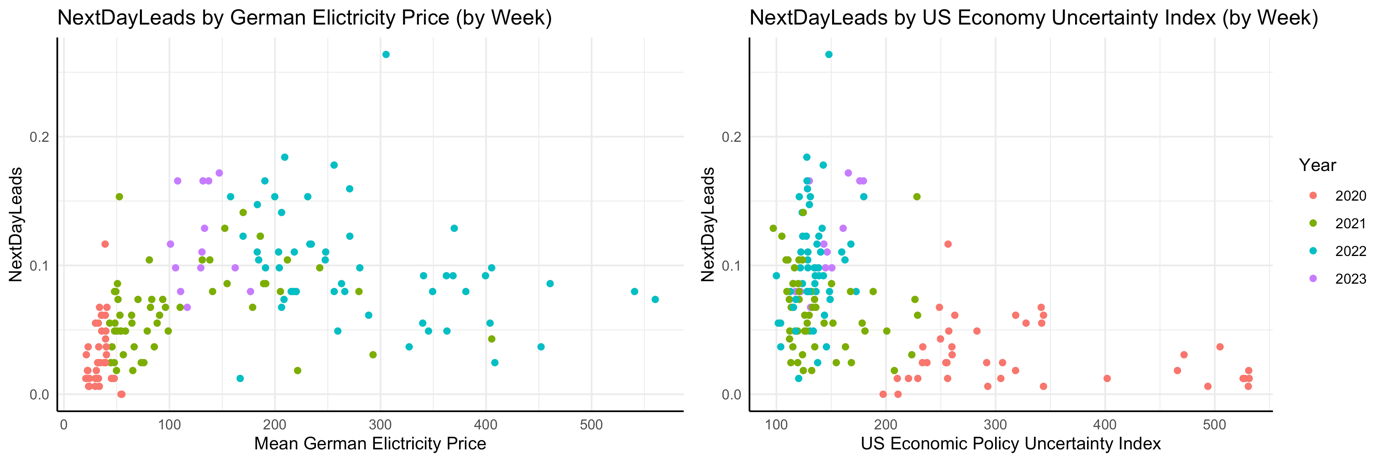 NextDayLeads by German Elictricity Price (by Week)
NextDayLeads
0.2
0.1
0.0
0 100 200 300 400 500
Mean German Elictricity Price
NextDayLeads by US Economy Uncertainty Index (by Week)
NextDayLeads
0.2
0.1
0.0
100 200 300 400 500
US Economic Policy Uncertainty Index
Year
2020
2021
2022
2023